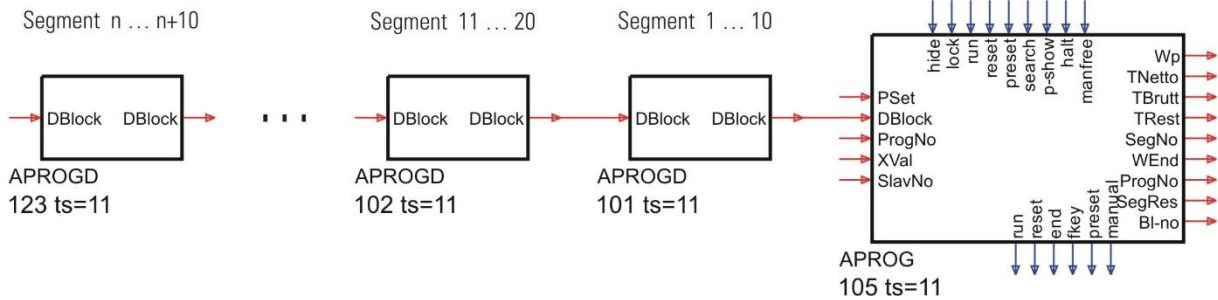 Segment n ... n+10
Segment 11 ... 20
Segment 1 ... 10
DBlock DBlock
APROGD
123 ts=11
. . .
DBlock DBlock
APROGD
102 ts=11
DBlock DBlock
APROGD
101 ts=11
hide
lock
run
reset
preset
search
p-show
halt
manfree
PSet
DBlock
ProgNo
XVal
SlavNo
Wp
TNetto
TBrutt
TRest
SegNo
WEnd
ProgNo
SegRes
Bl-no
run
reset
end
fkey
preset
manual
APROG
105 ts=11